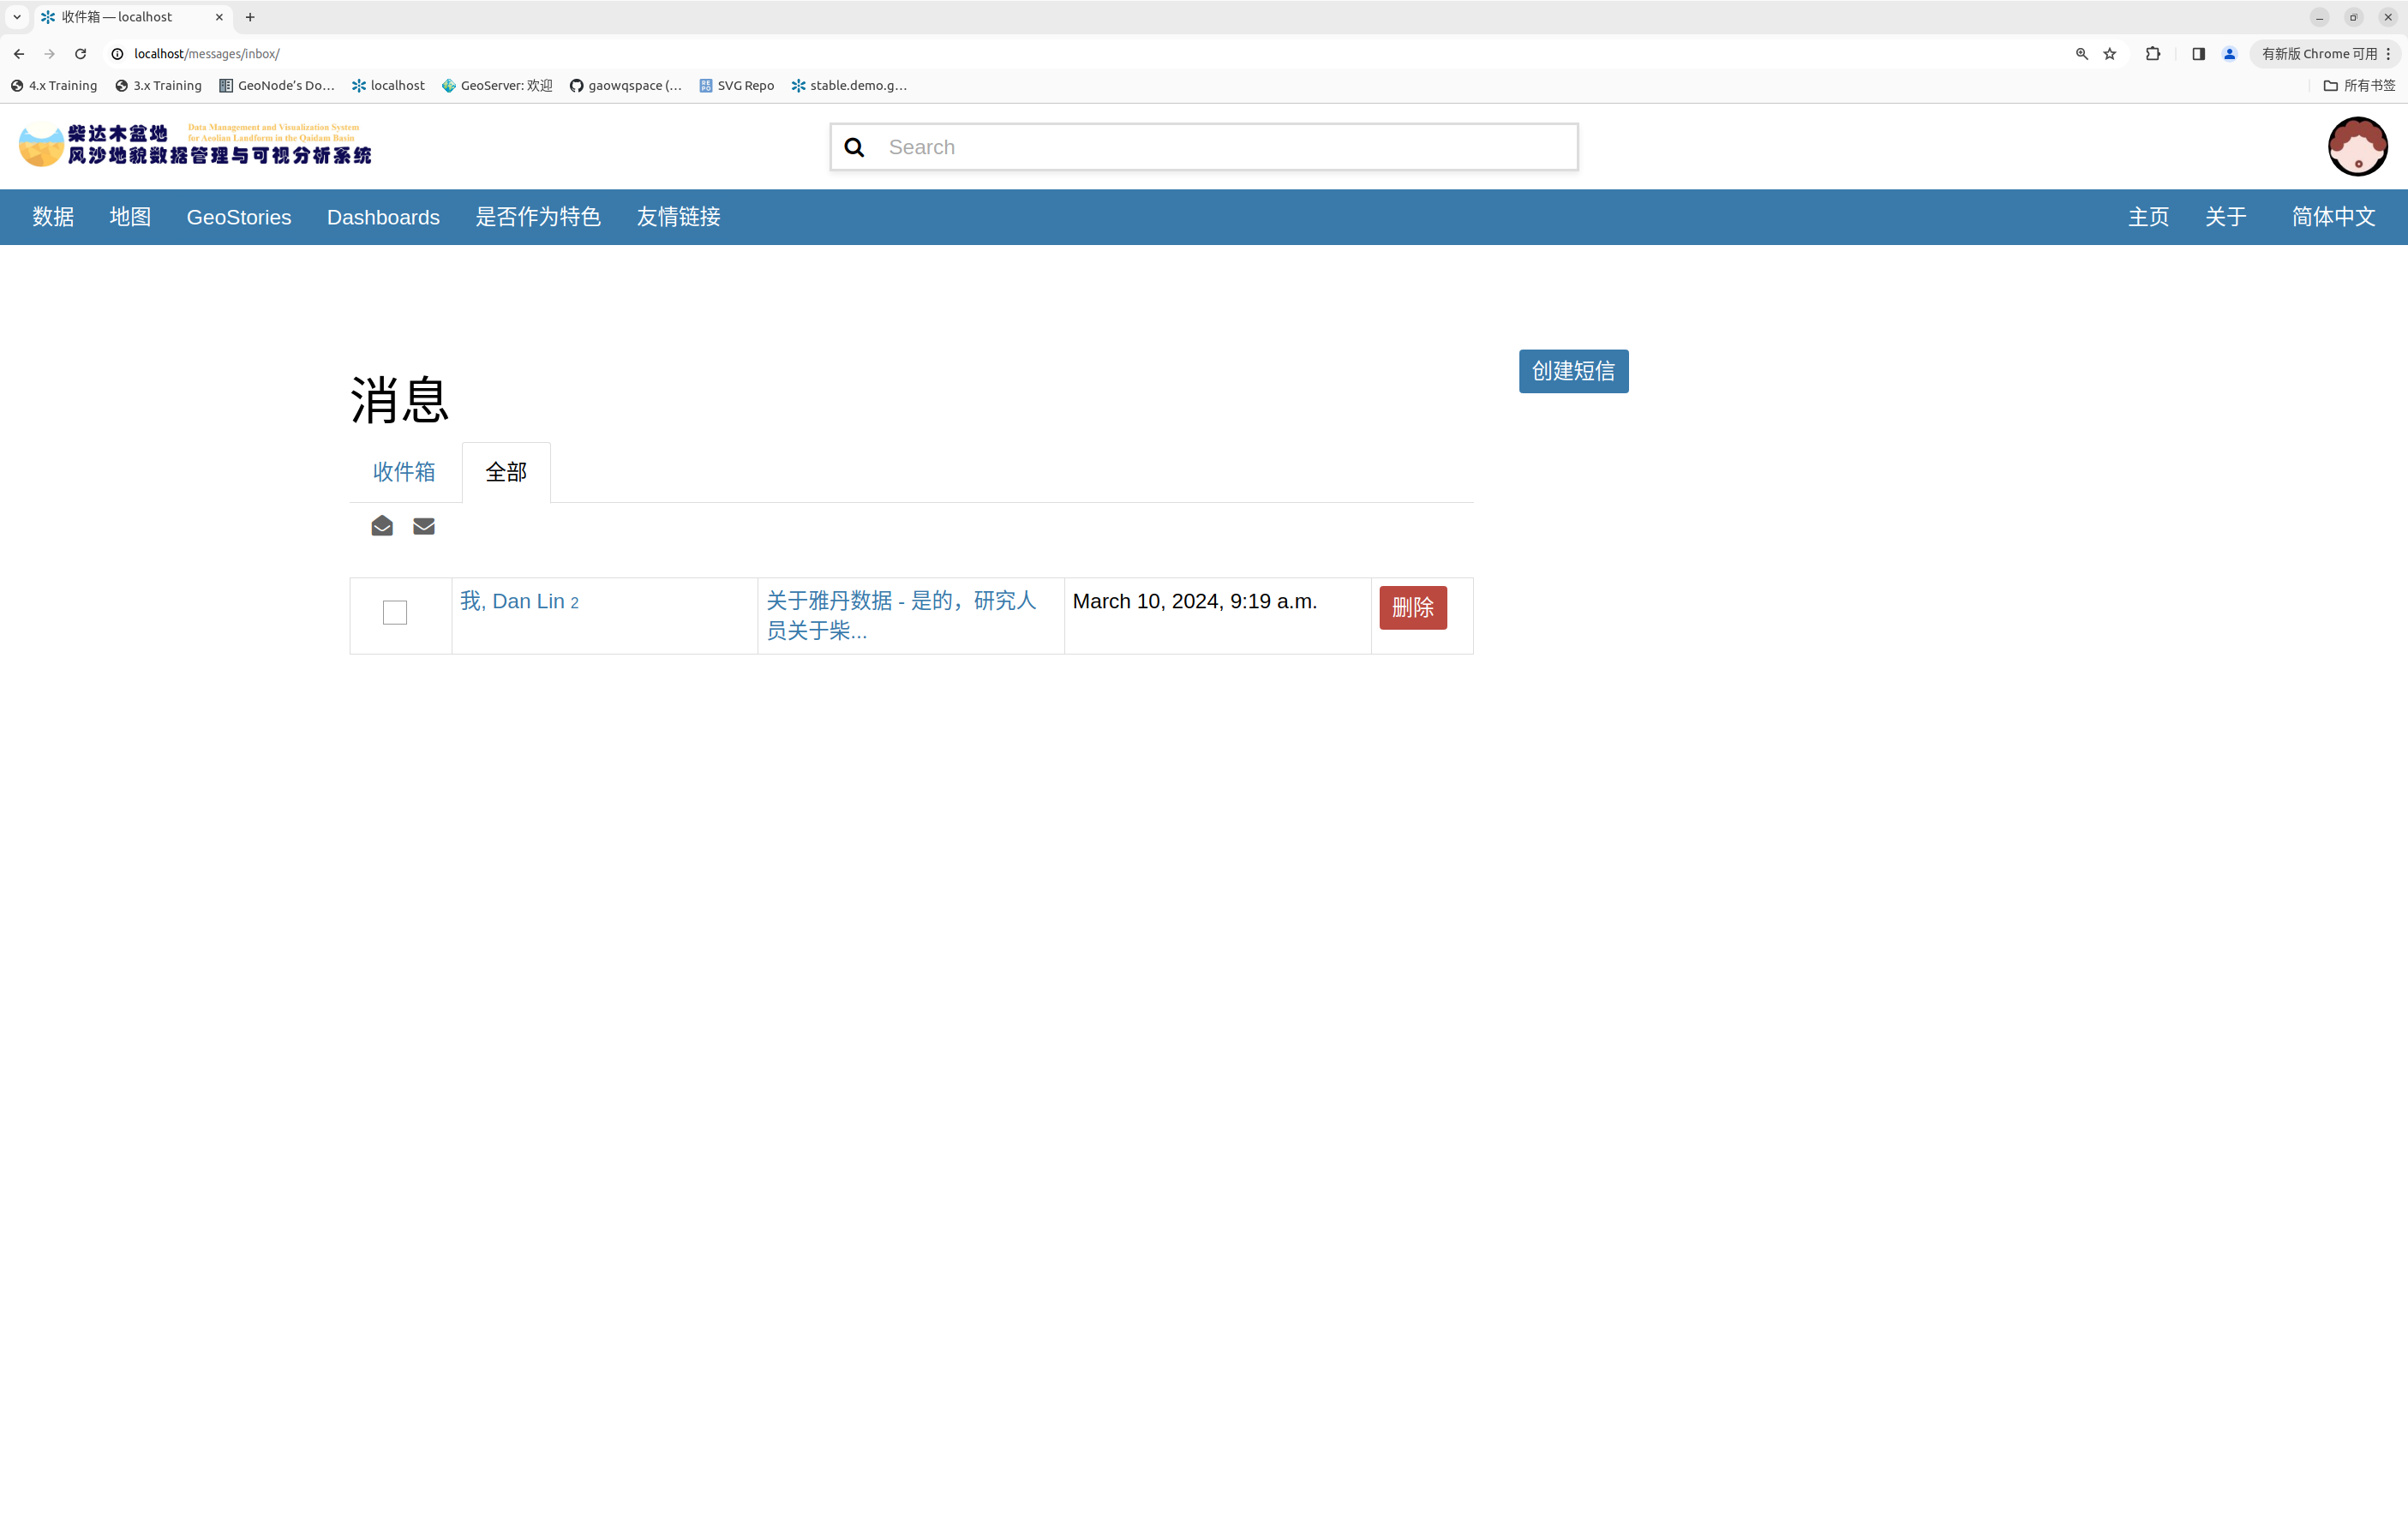 收件箱 — localhost
localhost/messages/inbox/
有新版 Chrome 可用
4.x Training
3.x Training
GeoNode’s Do…
localhost
GeoServer: 欢迎
gaowqspace (…
SVG Repo
stable.demo.g…
所有书签
柴达木盆地
Data Management and Visualization System
for Aeolian Landform in the Qaidam Basin
风沙地貌数据管理与可视分析系统
Search
数据
地图
GeoStories
Dashboards
是否作为特色
友情链接
主页
关于
简体中文
创建短信
消息
收件箱
全部
我, Dan Lin 2
关于雅丹数据 - 是的，研究人
员关于柴...
March 10, 2024, 9:19 a.m.
删除